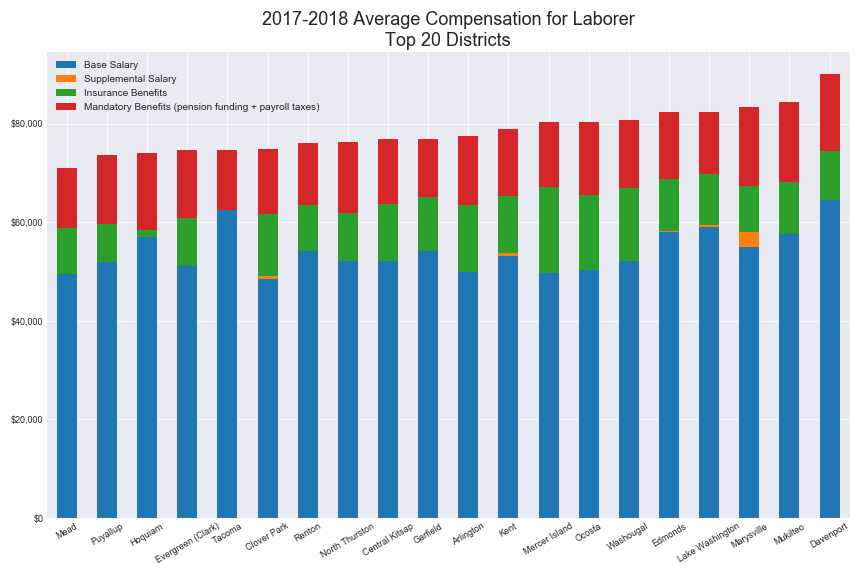 2017-2018 Average Compensation for Laborer
Top 20 Districts
Base Salary
Supplemental Salary
Insurance Benefits
Mandatory Benefits (pension funding + payroll taxes)
$80,000
$60,000
$40,000
$20,000
$0
Mead
Puyallup
Hoquiam
Evergreen (Clark)
Tacoma
Clover Park
Renton
North Thurston
Central Kitsap
Garfield
Arlington
Kent
Mercer Island
Ocosta
Washougal
Edmonds
Lake Washington
Marysville
Mukilteo
Davenport